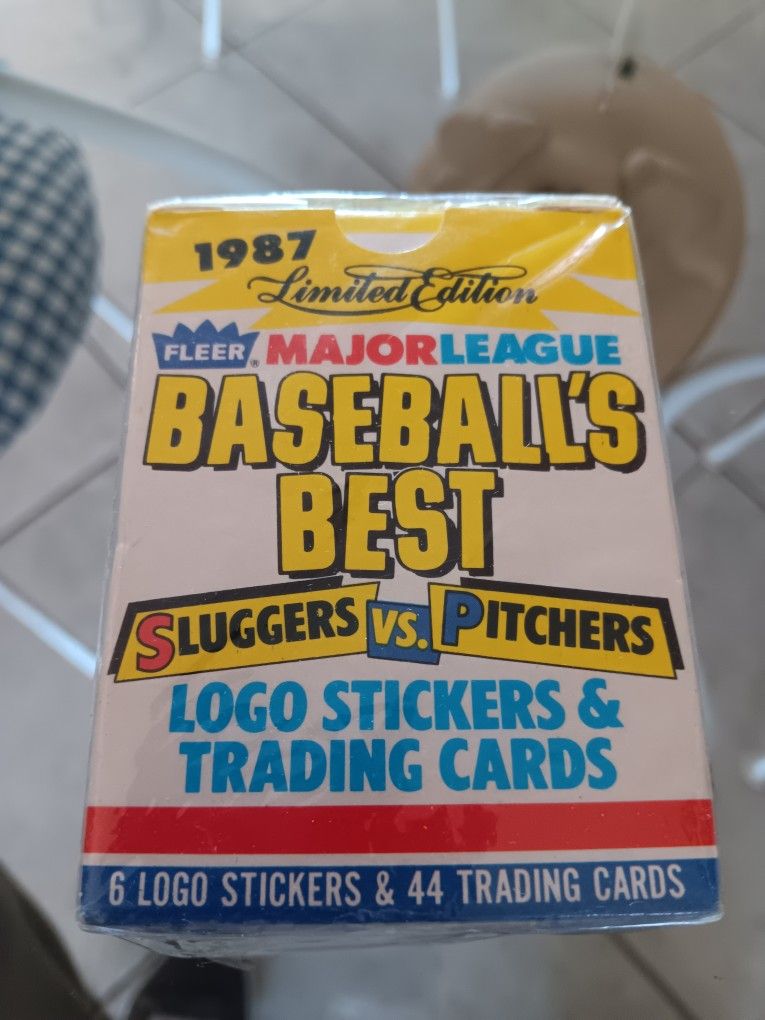 1987
Limited Edition
FLEER® MAJOR LEAGUE
BASEBALL'S
BEST
SLUGGERS VS. PITCHERS
LOGO STICKERS &
TRADING CARDS
6 LOGO STICKERS & 44 TRADING CARDS